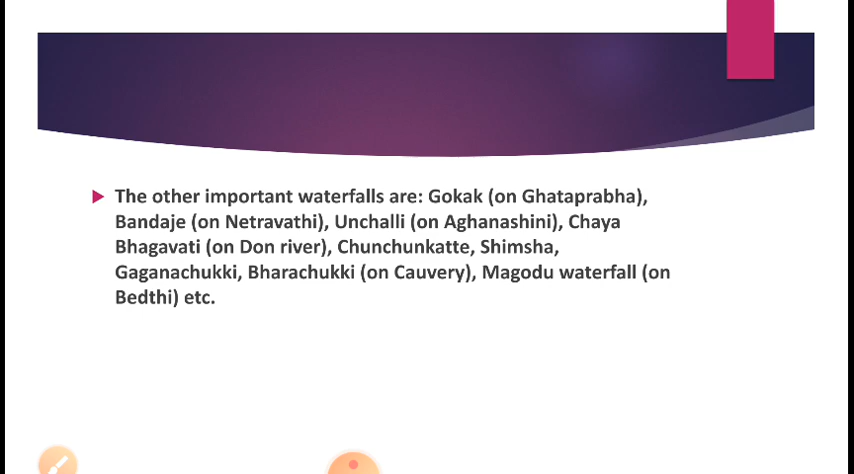 The other important waterfalls are: Gokak (on Ghataprabha),
Bandaje (on Netravathi), Unchalli (on Aghanashini), Chaya
Bhagavati (on Don river), Chunchunkatte, Shimsha,
Gaganachukki, Bharachukki (on Cauvery), Magodu waterfall (on
Bedthi) etc.